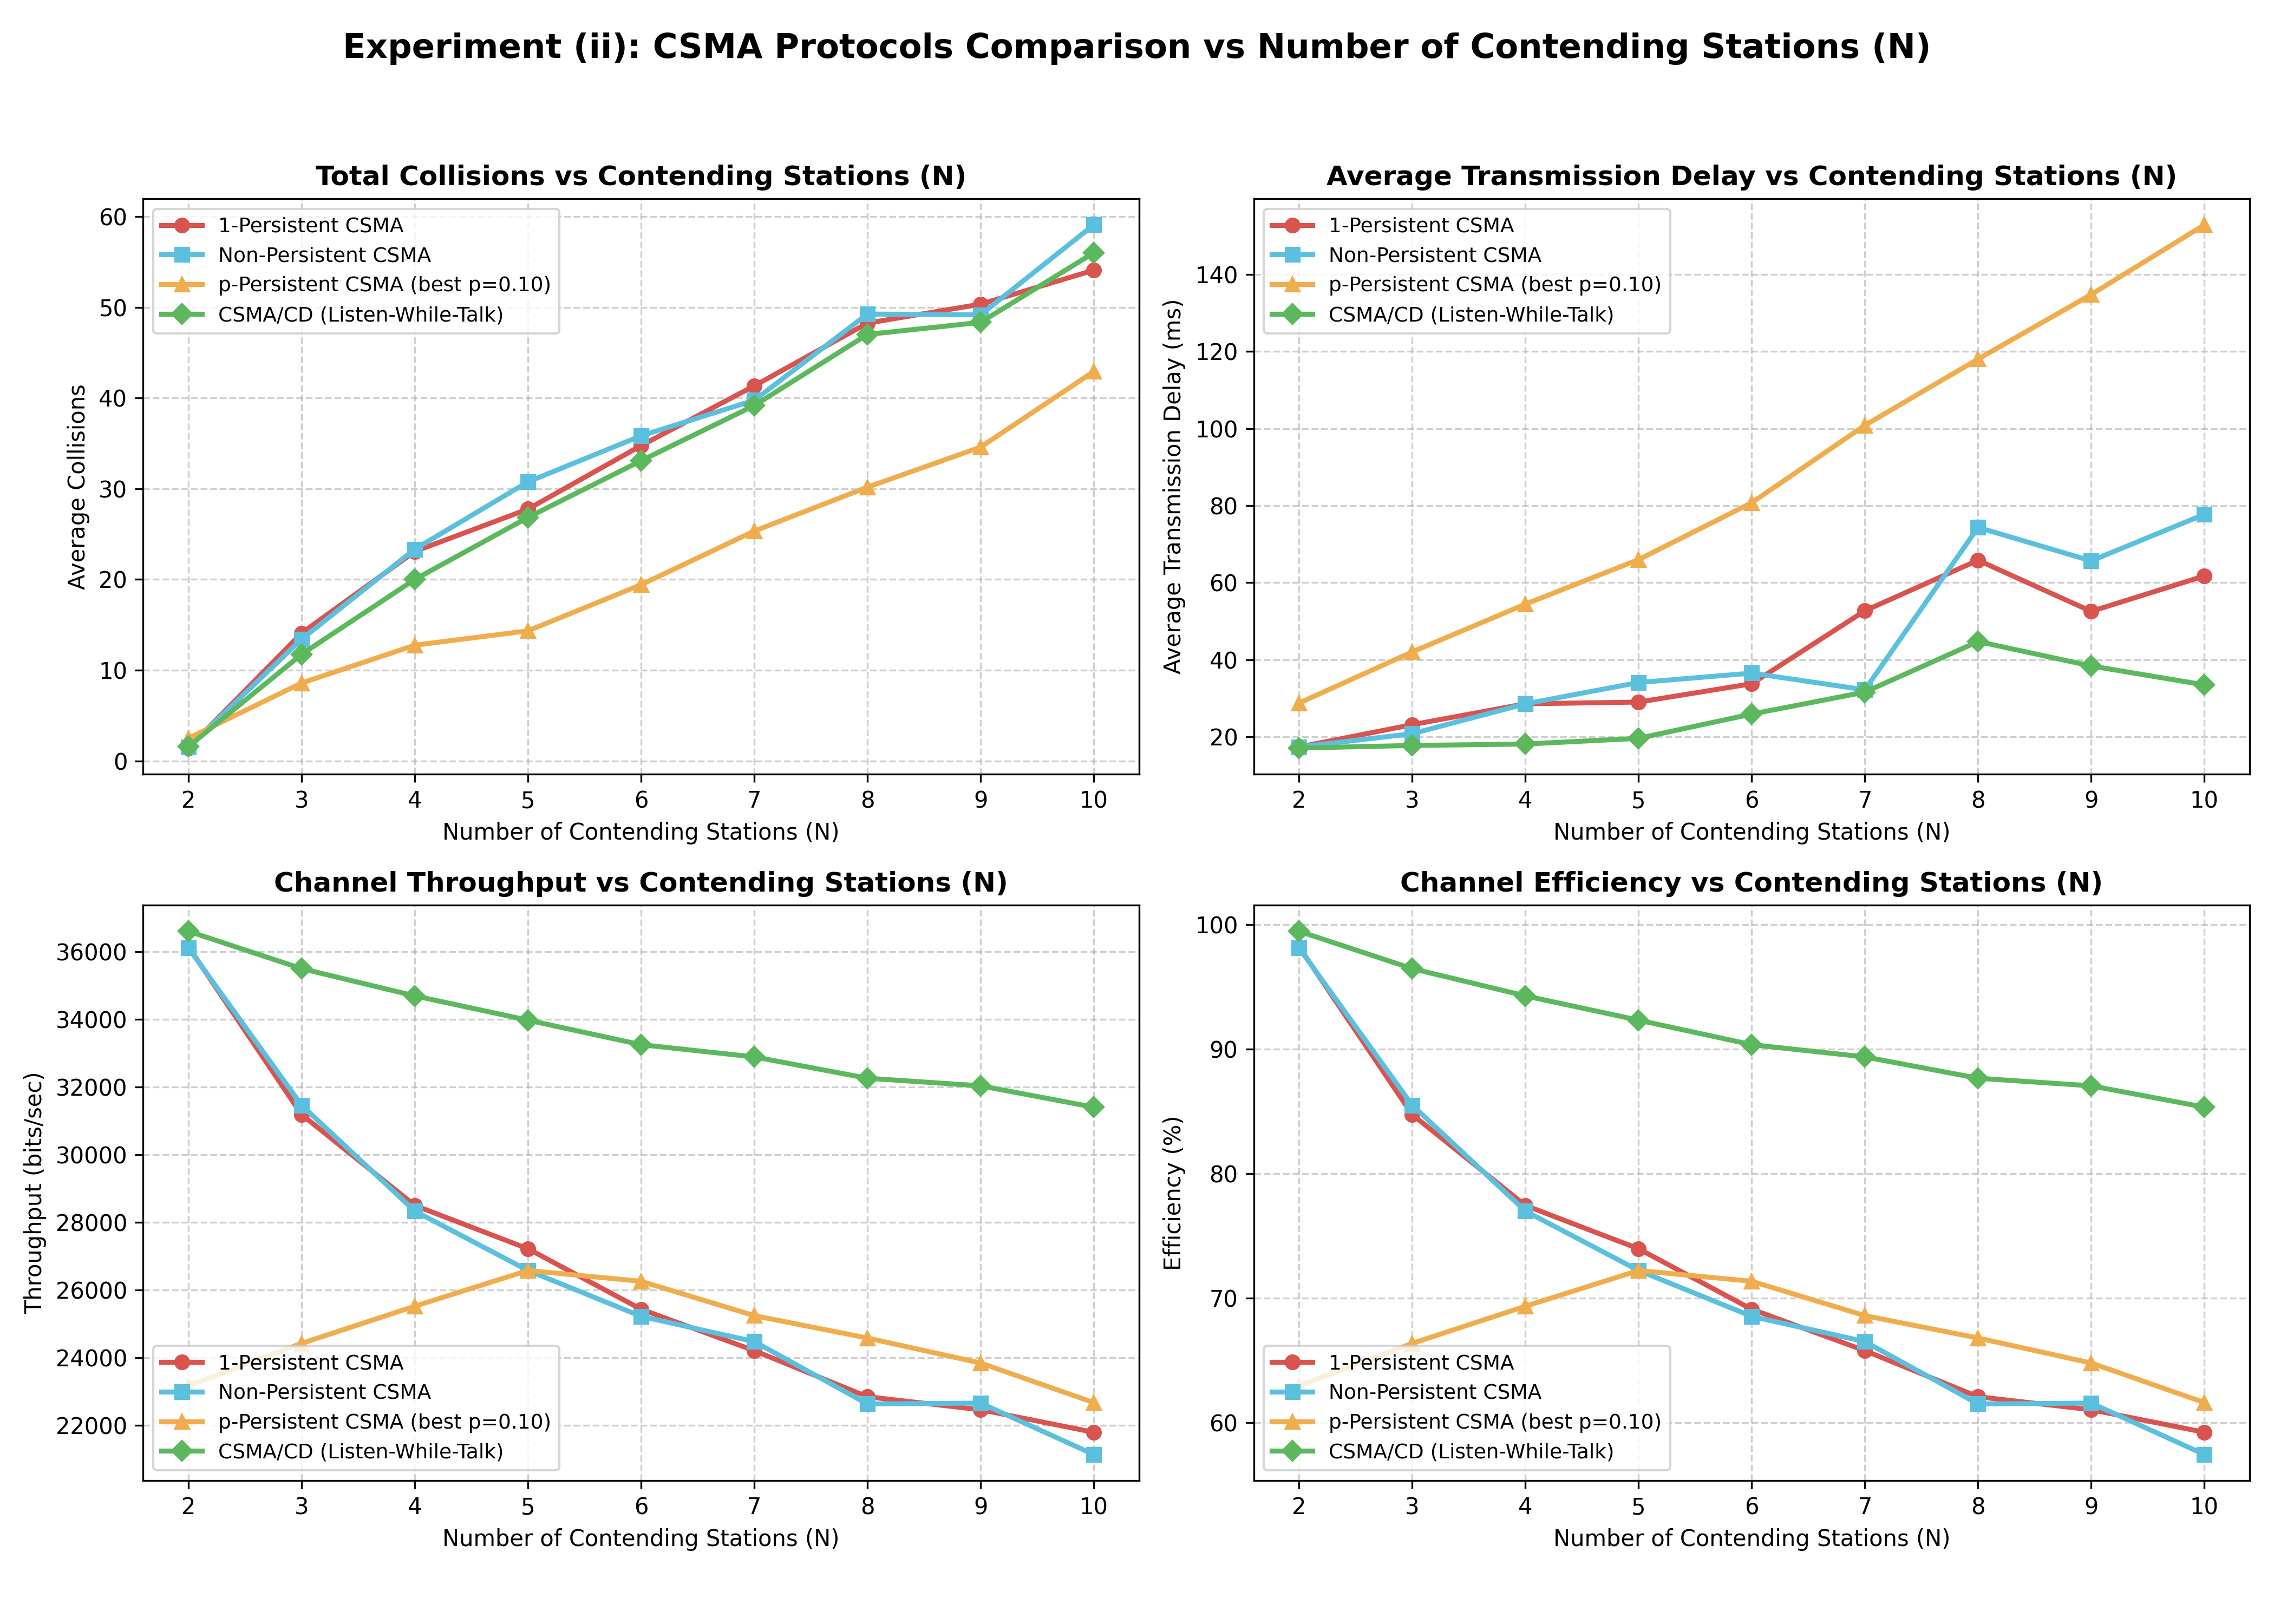 Experiment (ii): CSMA Protocols Comparison vs Number of Contending Stations (N)
Total Collisions vs Contending Stations (N)
60
50
40
30
20
10
0
Average Collisions
1-Persistent CSMA
Non-Persistent CSMA
p-Persistent CSMA (best p=0.10)
CSMA/CD (Listen-While-Talk)
2 3 4 5 6 7 8 9 10
Number of Contending Stations (N)
Average Transmission Delay vs Contending Stations (N)
140
120
100
80
60
40
20
Average Transmission Delay (ms)
1-Persistent CSMA
Non-Persistent CSMA
p-Persistent CSMA (best p=0.10)
CSMA/CD (Listen-While-Talk)
2 3 4 5 6 7 8 9 10
Number of Contending Stations (N)
Channel Throughput vs Contending Stations (N)
36000
34000
32000
30000
28000
26000
24000
22000
Throughput (bits/sec)
1-Persistent CSMA
Non-Persistent CSMA
p-Persistent CSMA (best p=0.10)
CSMA/CD (Listen-While-Talk)
2 3 4 5 6 7 8 9 10
Number of Contending Stations (N)
Channel Efficiency vs Contending Stations (N)
100
90
80
70
60
Efficiency (%)
1-Persistent CSMA
Non-Persistent CSMA
p-Persistent CSMA (best p=0.10)
CSMA/CD (Listen-While-Talk)
2 3 4 5 6 7 8 9 10
Number of Contending Stations (N)